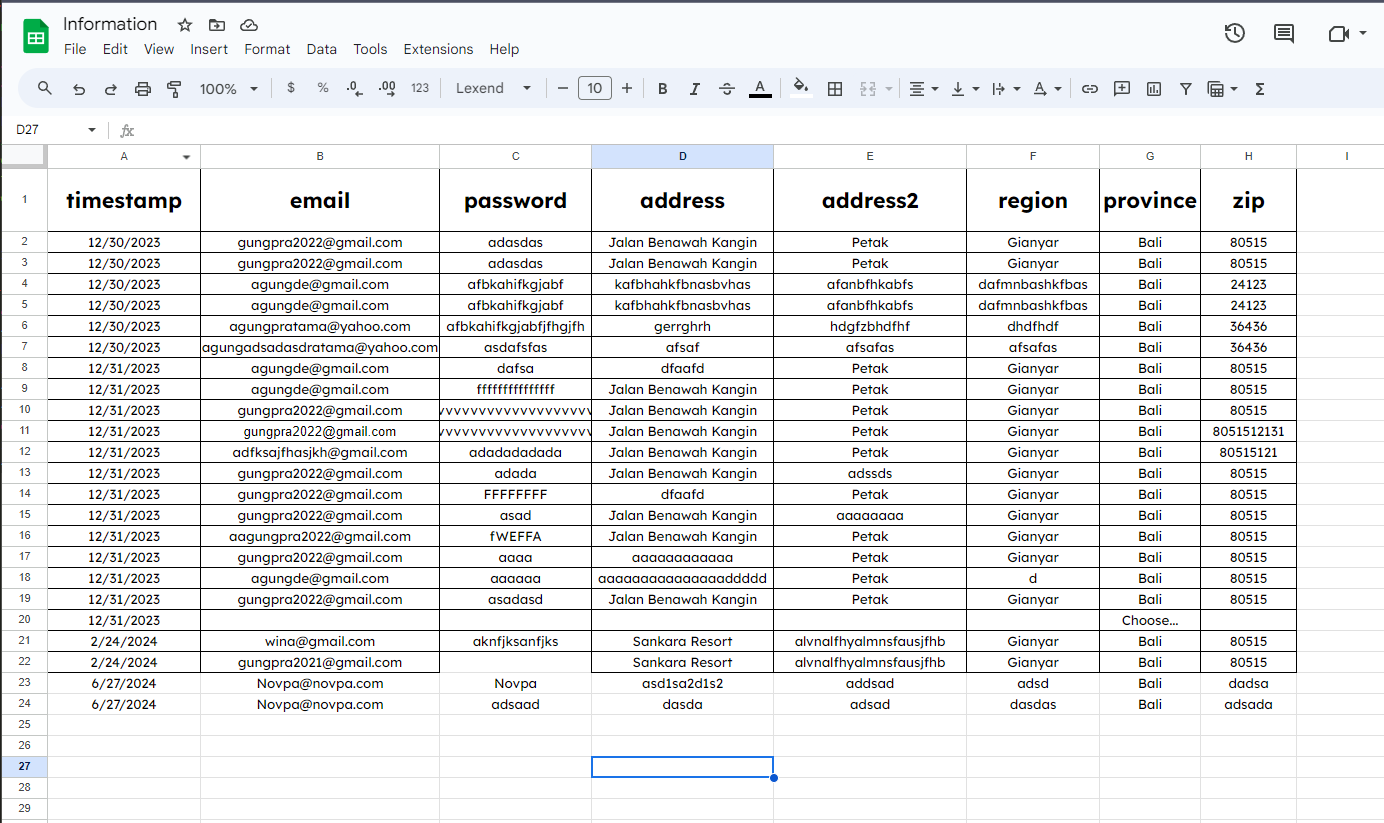 Information
File Edit View Insert Format Data Tools Extensions Help
100% $ % .0 .00 123 Lexend 10 B I S A
D27 fx
A B C D E F G H I
1 timestamp email password address address2 region province zip
2 12/30/2023 gungpra2022@gmail.com adasdas Jalan Benawah Kangin Petak Gianyar Bali 80515
3 12/30/2023 gungpra2022@gmail.com adasdas Jalan Benawah Kangin Petak Gianyar Bali 80515
4 12/30/2023 agungde@gmail.com afbkahifkgjabf kafbhahkfbnasbvhas afanbfhkabfs dafmnbashkfbas Bali 24123
5 12/30/2023 agungde@gmail.com afbkahifkgjabf kafbhahkfbnasbvhas afanbfhkabfs dafmnbashkfbas Bali 24123
6 12/30/2023 agungpratama@yahoo.com afbkahifkgjabfjfhgjfh gerrghrh hdgfzbhdfhf dhdfhdf Bali 36436
7 12/30/2023 agungadsadasdratama@yahoo.com asdafsfas afsaf afsafas afsafas Bali 36436
8 12/31/2023 agungde@gmail.com dafsa dfaafd Petak Gianyar Bali 80515
9 12/31/2023 agungde@gmail.com fffffffffffffff Jalan Benawah Kangin Petak Gianyar Bali 80515
10 12/31/2023 gungpra2022@gmail.com Jalan Benawah Kangin Petak Gianyar Bali 80515
11 12/31/2023 gungpra2022@gmail.com Jalan Benawah Kangin Petak Gianyar Bali 8051512131
12 12/31/2023 adfksajfhasjkh@gmail.com adadadadada Jalan Benawah Kangin Petak Gianyar Bali 80515121
13 12/31/2023 gungpra2022@gmail.com adada Jalan Benawah Kangin adssds Gianyar Bali 80515
14 12/31/2023 gungpra2022@gmail.com FFFFFFFF dfaafd Petak Gianyar Bali 80515
15 12/31/2023 gungpra2022@gmail.com asad Jalan Benawah Kangin aaaaaaaa Gianyar Bali 80515
16 12/31/2023 aagungpra2022@gmail.com fWEFFA Jalan Benawah Kangin Petak Gianyar Bali 80515
17 12/31/2023 gungpra2022@gmail.com aaaa aaaaaaaaaaaa Petak Gianyar Bali 80515
18 12/31/2023 agungde@gmail.com aaaaaa aaaaaaaaaaaaaaaddddd Petak d Bali 80515
19 12/31/2023 gungpra2022@gmail.com asadasd Jalan Benawah Kangin Petak Gianyar Bali 80515
20 12/31/2023 Choose...
21 2/24/2024 wina@gmail.com aknfjksanfjks Sankara Resort alvnalfhyalmnsfausjfhb Gianyar Bali 80515
22 2/24/2024 gungpra2021@gmail.com Sankara Resort alvnalfhyalmnsfausjfhb Gianyar Bali 80515
23 6/27/2024 Novpa@novpa.com Novpa asd1sa2d1s2 addsad adsd Bali dadsa
24 6/27/2024 Novpa@novpa.com adsaad dasda adsad dasdas Bali adsada
25
26
27
28
29